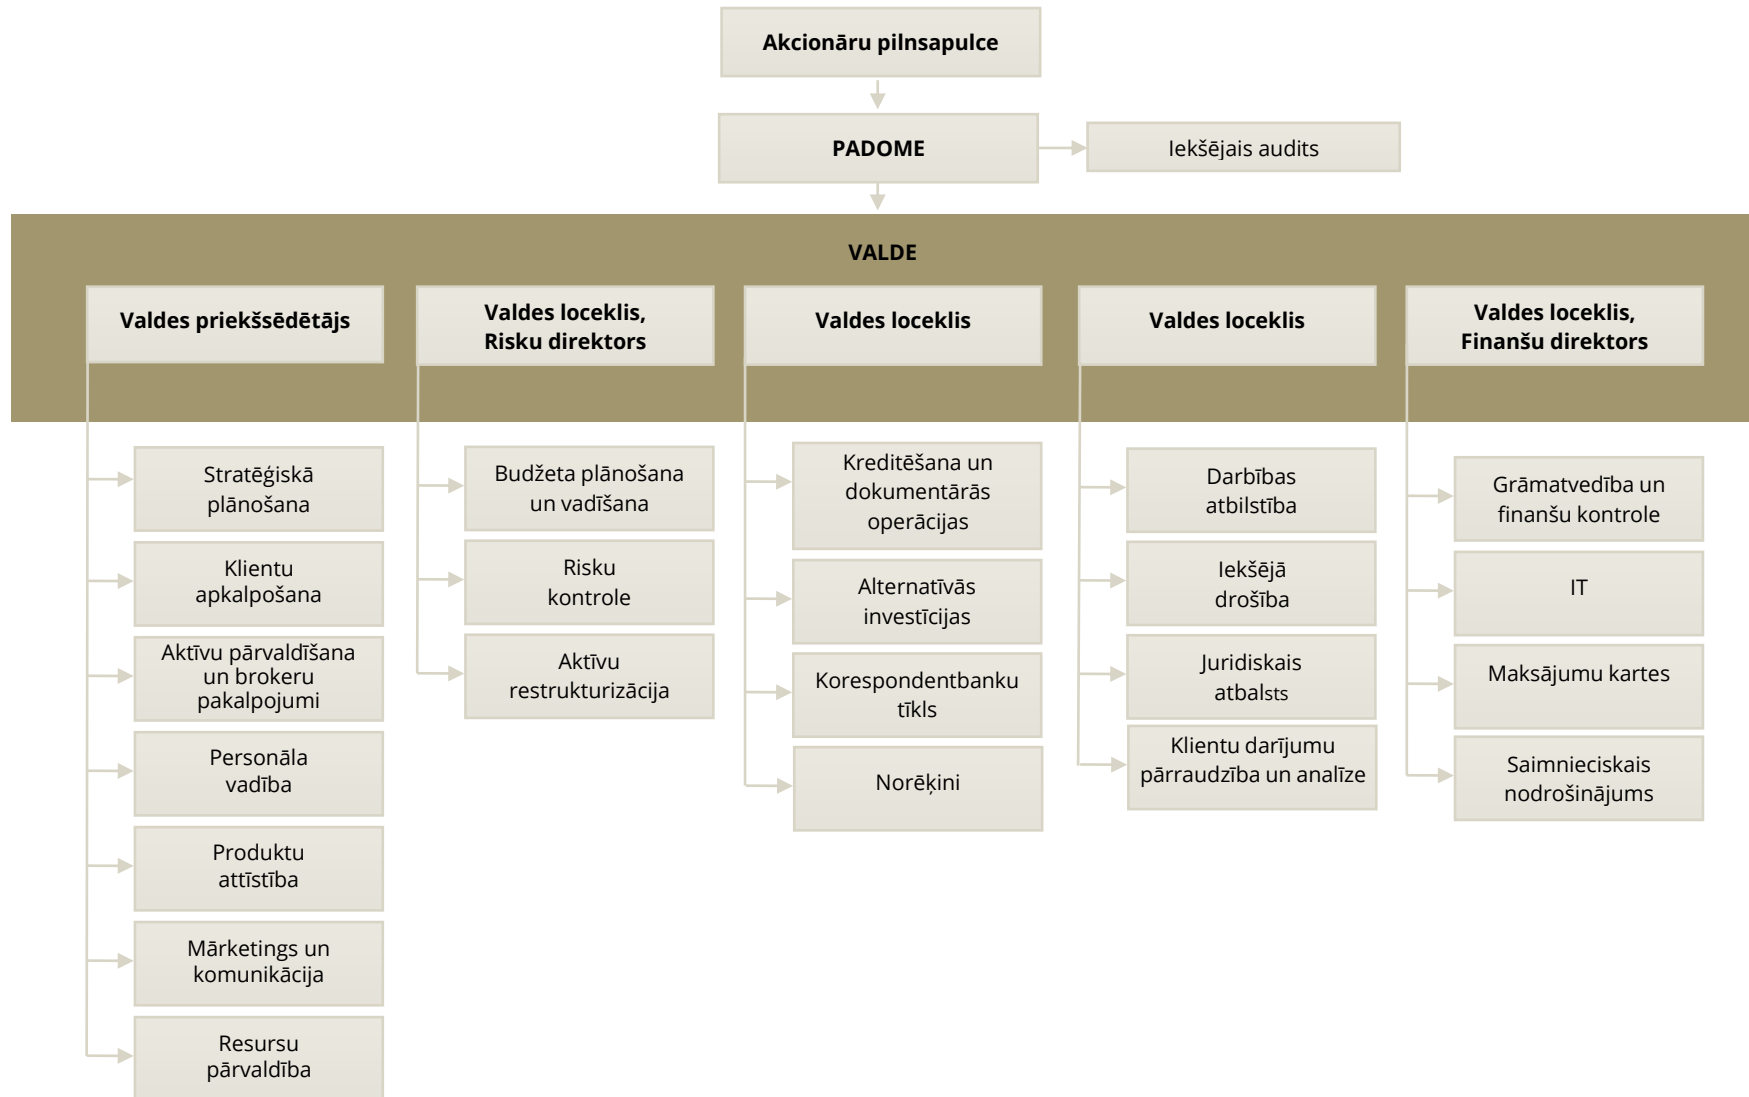 Akcionāru pilnsapulce
PADOME
Iekšējais audits
VALDE
Valdes priekšsēdētājs
Valdes loceklis,
Risku direktors
Valdes loceklis
Valdes loceklis
Valdes loceklis,
Finanšu direktors
Stratēģiskā
plānošana
Klientu
apkalpošana
Aktīvu pārvaldīšana
un brokeru
pakalpojumi
Personāla
vadība
Produktu
attīstība
Mārketings un
komunikācija
Resursu
pārvaldība
Budžeta plānošana
un vadīšana
Risku
kontrole
Aktīvu
restrukturizācija
Kreditēšana un
dokumentārās
operācijas
Alternatīvās
investīcijas
Korespondentbanku
tīkls
Norēķini
Darbības
atbilstība
Iekšējā
drošība
Juridiskais
atbalsts
Klientu darījumu
pārraudzība un analīze
Grāmatvedība un
finanšu kontrole
IT
Maksājumu kartes
Saimnieciskais
nodrošinājums